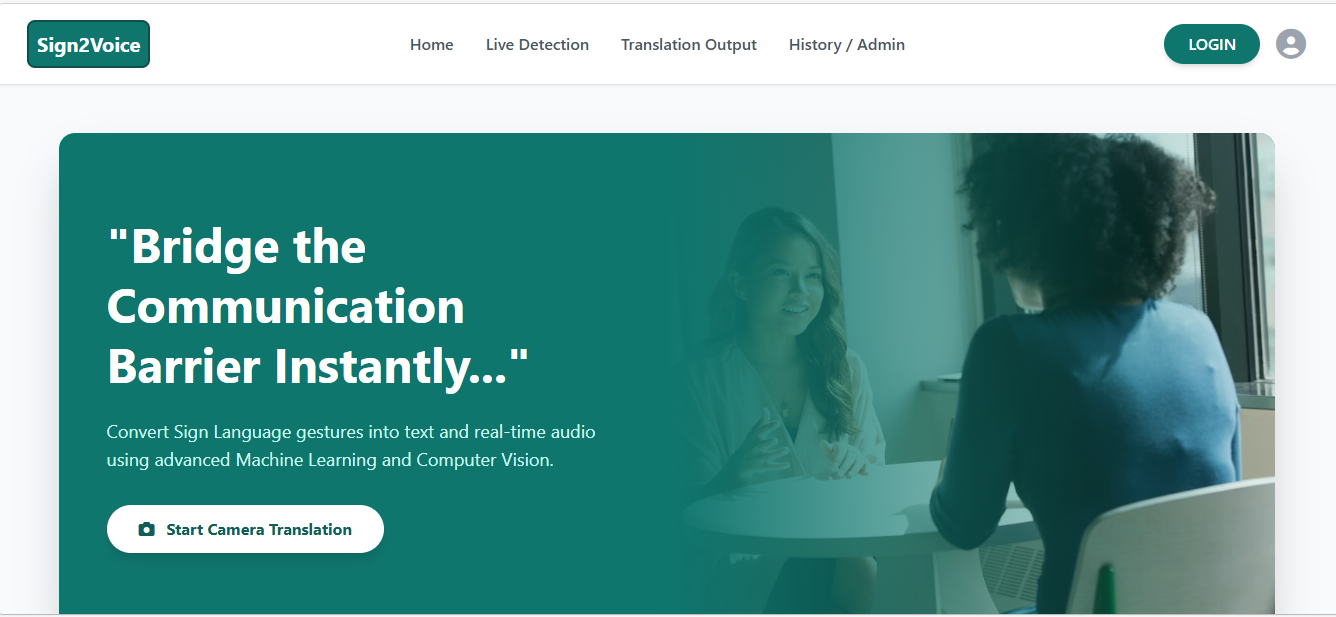 Sign2Voice
Home
Live Detection
Translation Output
History / Admin
LOGIN
"Bridge the
Communication
Barrier Instantly..."
Convert Sign Language gestures into text and real-time audio
using advanced Machine Learning and Computer Vision.
Start Camera Translation